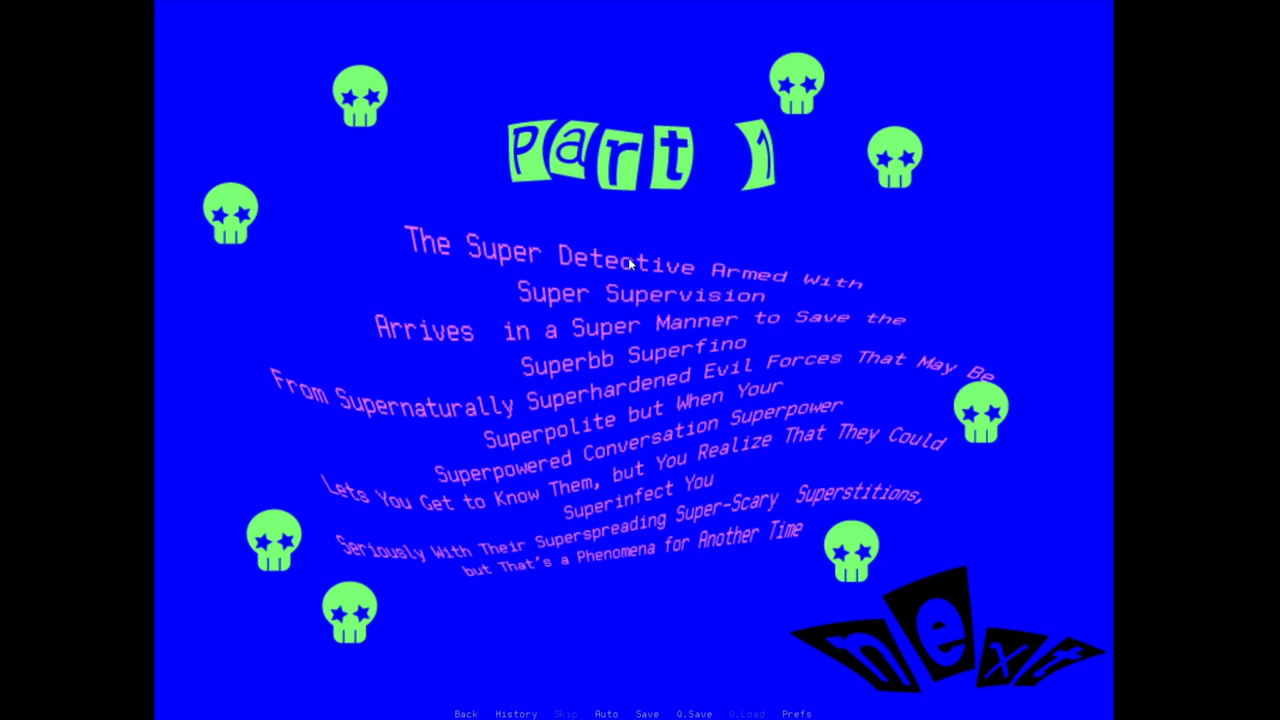 Part 1
The Super Detective Armed With
Super Supervision
Arrives in a Super Manner to Save the
Superbb Superfino
From Supernaturally Superhardened Evil Forces That May Be
Superpolite but When Your
Superpowered Conversation Superpower
Lets You Get to Know Them, but You Realize That They Could
Superinfect You
Seriously With Their Superspreading Super-Scary Superstitions,
but That's a Phenomena for Another Time
next
Back History Skip Auto Save Q.Save Q.Load Prefs